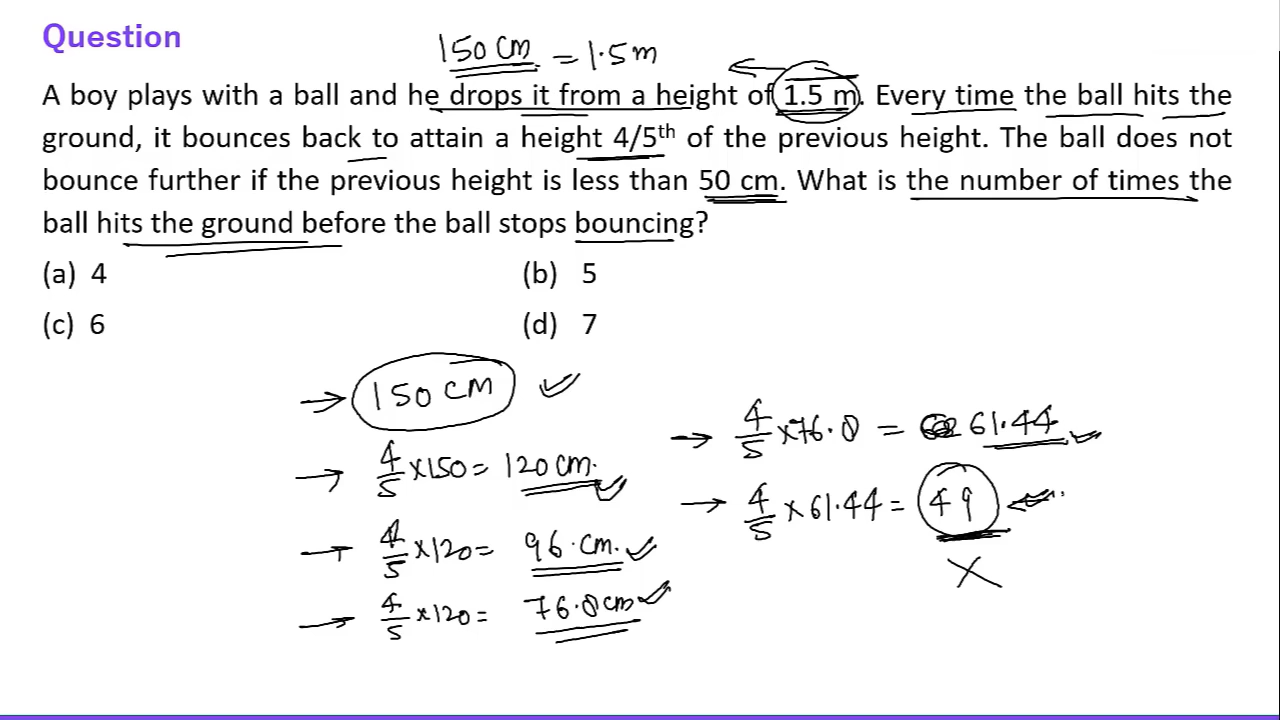 Question
150 cm = 1.5 m
A boy plays with a ball and he drops it from a height of 1.5 m. Every time the ball hits the
ground, it bounces back to attain a height 4/5th of the previous height. The ball does not
bounce further if the previous height is less than 50 cm. What is the number of times the
ball hits the ground before the ball stops bouncing?
(a) 4 (b) 5
(c) 6 (d) 7
→ 150 cm ✓
→ 4/5 × 150 = 120 cm. ✓
→ 4/5 × 120 = 96 cm. ✓
→ 4/5 × 120 = 76.8 cm ✓
→ 4/5 × 76.8 = 61.44 ✓
→ 4/5 × 61.44 = 49
×